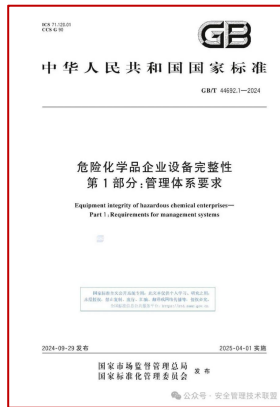 ICS 71.120.01
CCS G 90
GB
中华人民共和国国家标准
GB/T 44692.1—2024
危险化学品企业设备完整性
第1部分:管理体系要求
Equipment integrity of hazardous chemical enterprises—
Part 1:Requirements for management systems
2024-09-29 发布
2025-04-01 实施
国家市场监督管理总局
国家标准化管理委员会
发布
公众号 · 安全管理技术联盟